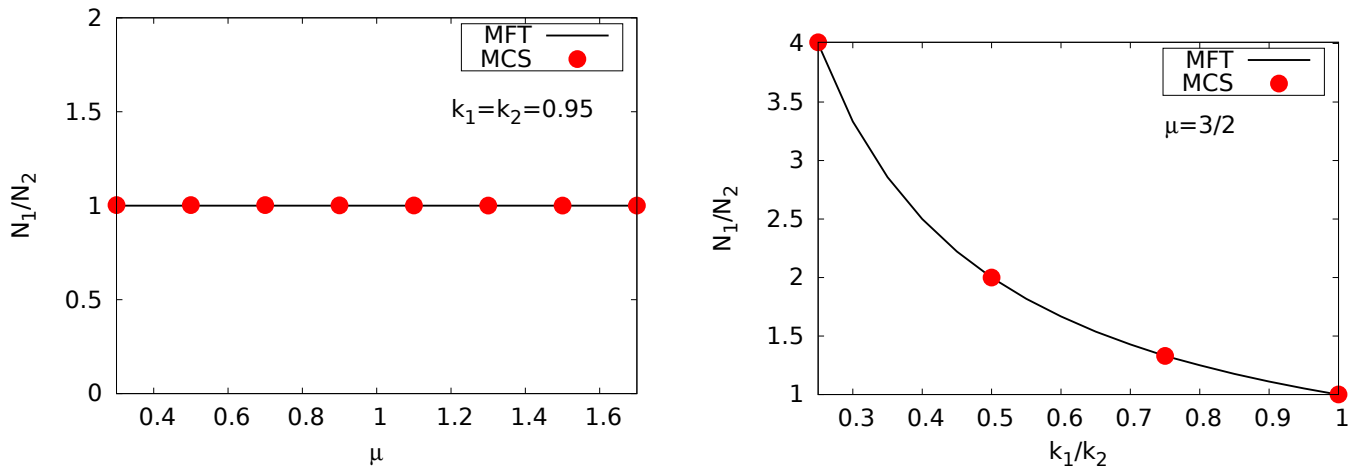 2
1.5
1
0.5
0
N₁/N₂
MFT
MCS
k₁=k₂=0.95
0.4 0.6 0.8 1 1.2 1.4 1.6
μ
4
3.5
3
2.5
2
1.5
1
N₁/N₂
MFT
MCS
μ=3/2
0.3 0.4 0.5 0.6 0.7 0.8 0.9 1
k₁/k₂